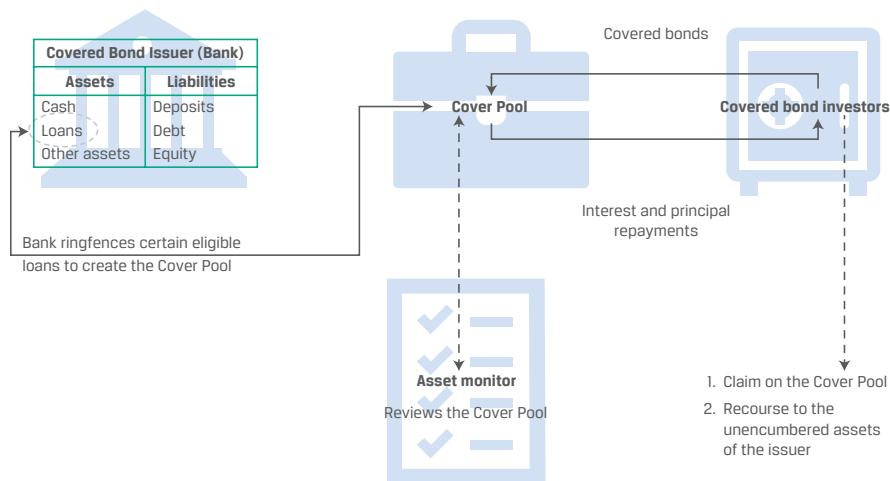 Covered Bond Issuer (Bank)
Assets Liabilities
Cash Deposits
Loans Debt
Other assets Equity
Bank ringfences certain eligible
loans to create the Cover Pool
Cover Pool
Covered bonds
Covered bond investors
Interest and principal
repayments
Asset monitor
Reviews the Cover Pool
1. Claim on the Cover Pool
2. Recourse to the
unencumbered assets
of the issuer